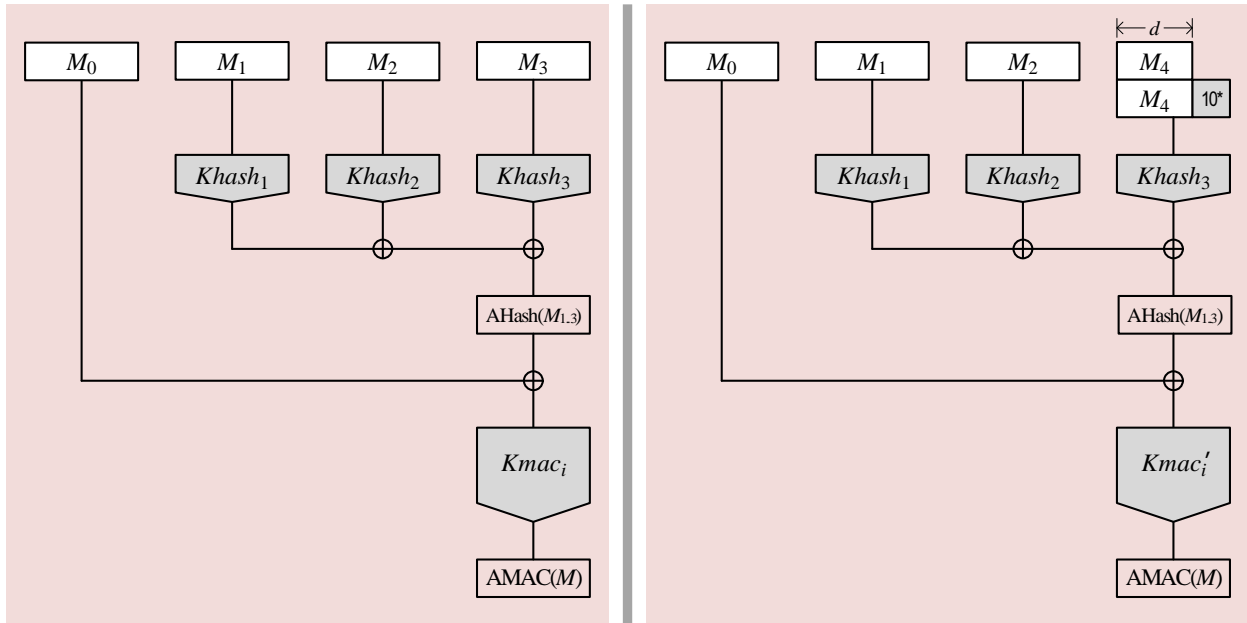 d
M0 M1 M2 M3
M0 M1 M2 M4
M4 10*
Khash1 Khash2 Khash3
Khash1 Khash2 Khash3
AHash(M1..3)
AHash(M1..3)
Kmaci
Kmaci′
AMAC(M)
AMAC(M)